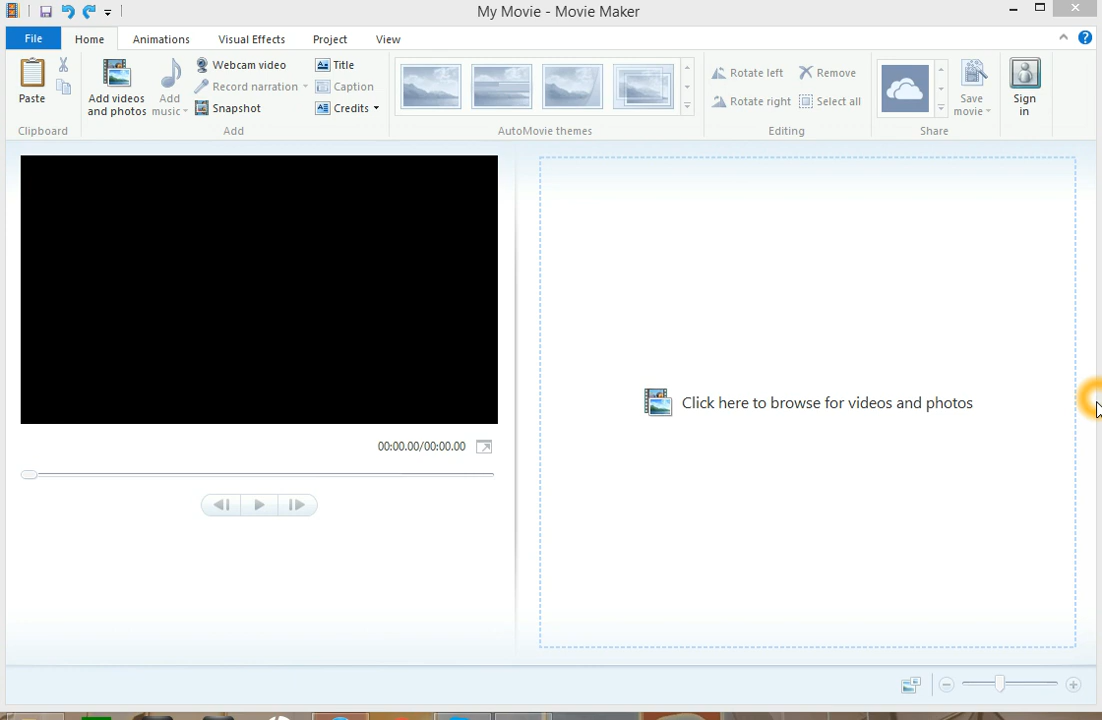 My Movie - Movie Maker
File Home Animations Visual Effects Project View
Paste
Clipboard
Add videos
and photos
Add
music
Webcam video
Record narration
Snapshot
Title
Caption
Credits
Add
AutoMovie themes
Rotate left
Rotate right
Remove
Select all
Editing
Share
Save
movie
Sign
in
00:00.00/00:00.00
Click here to browse for videos and photos